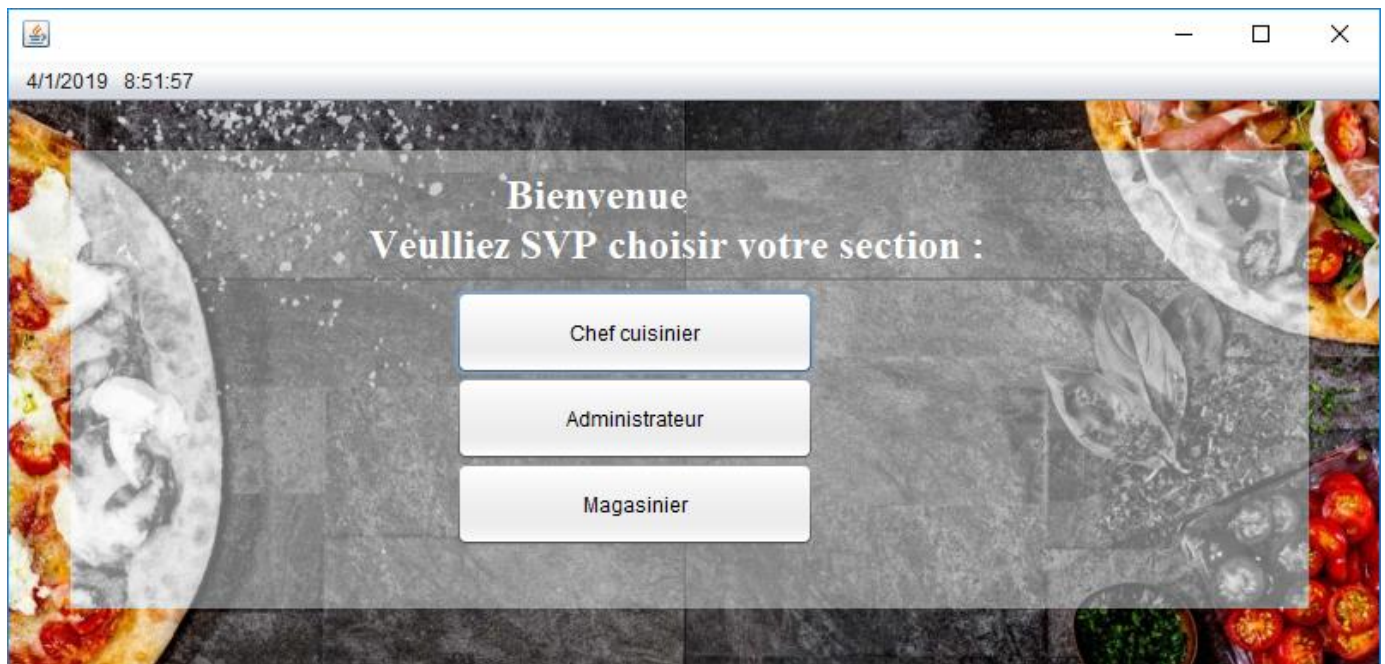 4/1/2019 8:51:57
Bienvenue
Veulliez SVP choisir votre section :
Chef cuisinier
Administrateur
Magasinier